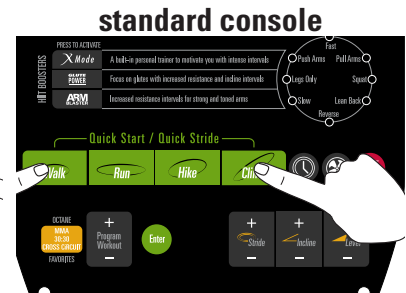 standard console
PRESS TO ACTIVATE
HIIT BOOSTERS
X Mode
A built-in personal trainer to motivate you with intense intervals
GLUTE POWER
Focus on glutes with increased resistance and incline intervals
ARM BLASTER
Increased resistance intervals for strong and toned arms
Fast
Push Arms
Pull Arms
Legs Only
Squat
Slow
Lean Back
Reverse
Quick Start / Quick Stride
Walk
Run
Hike
Cli
OCTANE
MMA
30:30
CROSS CiRCUiT
FAVORITES
+
Program
Workout
–
Enter
+
Stride
–
+
Incline
–
+
Level
–